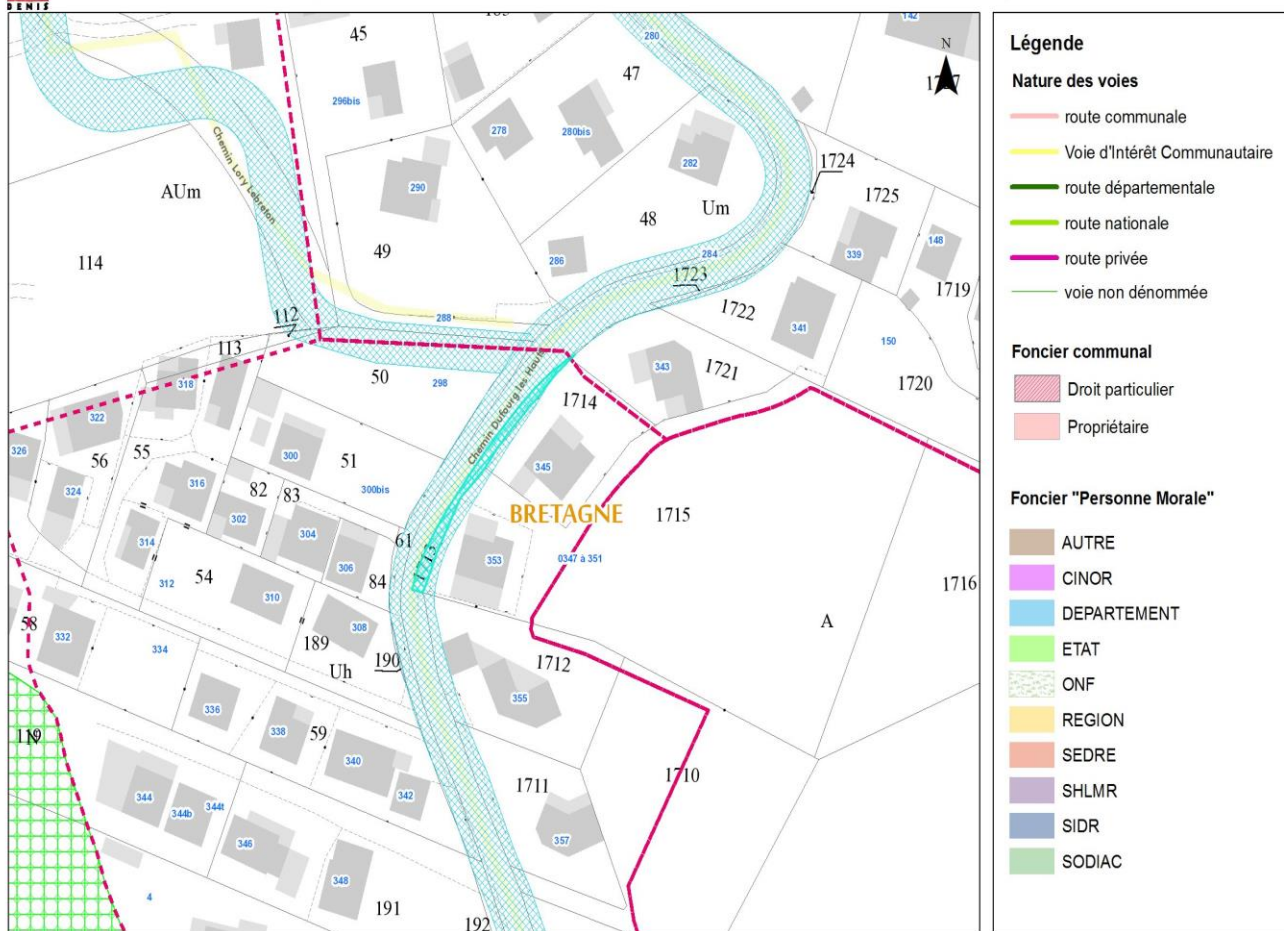 DENIS
45
280
142
47
N
1717
296bis
278
280bis
282
1724
Chemin Lory Lebreton
AUm
290
1725
Um
48
148
49
339
114
286
284
1723
1719
1722
112
288
341
150
113
50
298
343
1721
1720
318
Chemin Dufourg les Hauts
1714
322
326
56
55
51
300
345
324
316
82
83
300bis
BRETAGNE
1715
302
304
61
353
314
306
84
1713
0347 à 351
1716
54
312
310
58
332
189
308
A
334
Uh
190
1712
355
336
338
59
119
N
340
1710
1711
344
344b
344t
342
346
357
348
4
191
192
Légende
Nature des voies
route communale
Voie d'Intérêt Communautaire
route départementale
route nationale
route privée
voie non dénommée
Foncier communal
Droit particulier
Propriétaire
Foncier "Personne Morale"
AUTRE
CINOR
DEPARTEMENT
ETAT
ONF
REGION
SEDRE
SHLMR
SIDR
SODIAC